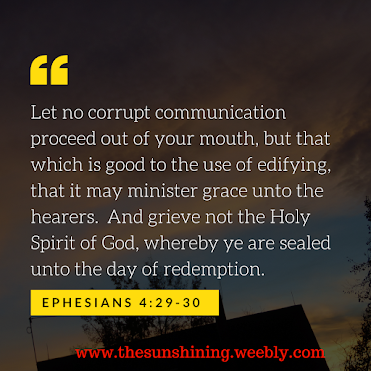 Let no corrupt communication
proceed out of your mouth, but that
which is good to the use of edifying,
that it may minister grace unto the
hearers. And grieve not the Holy
Spirit of God, whereby ye are sealed
unto the day of redemption.
EPHESIANS 4:29-30
www.thesunshining.weebly.com